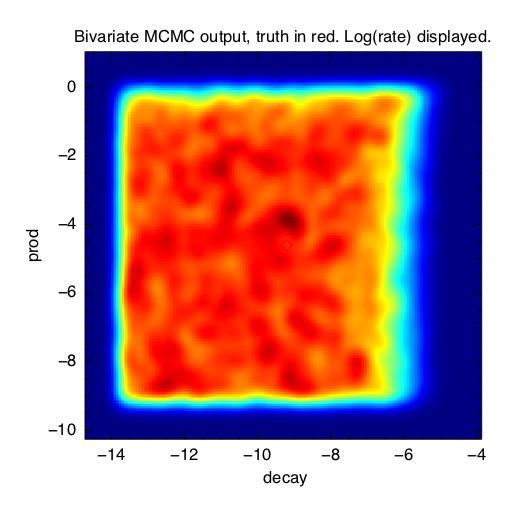 Bivariate MCMC output, truth in red. Log(rate) displayed.
0
−2
−4
−6
−8
−10
prod
−14 −12 −10 −8 −6 −4
decay